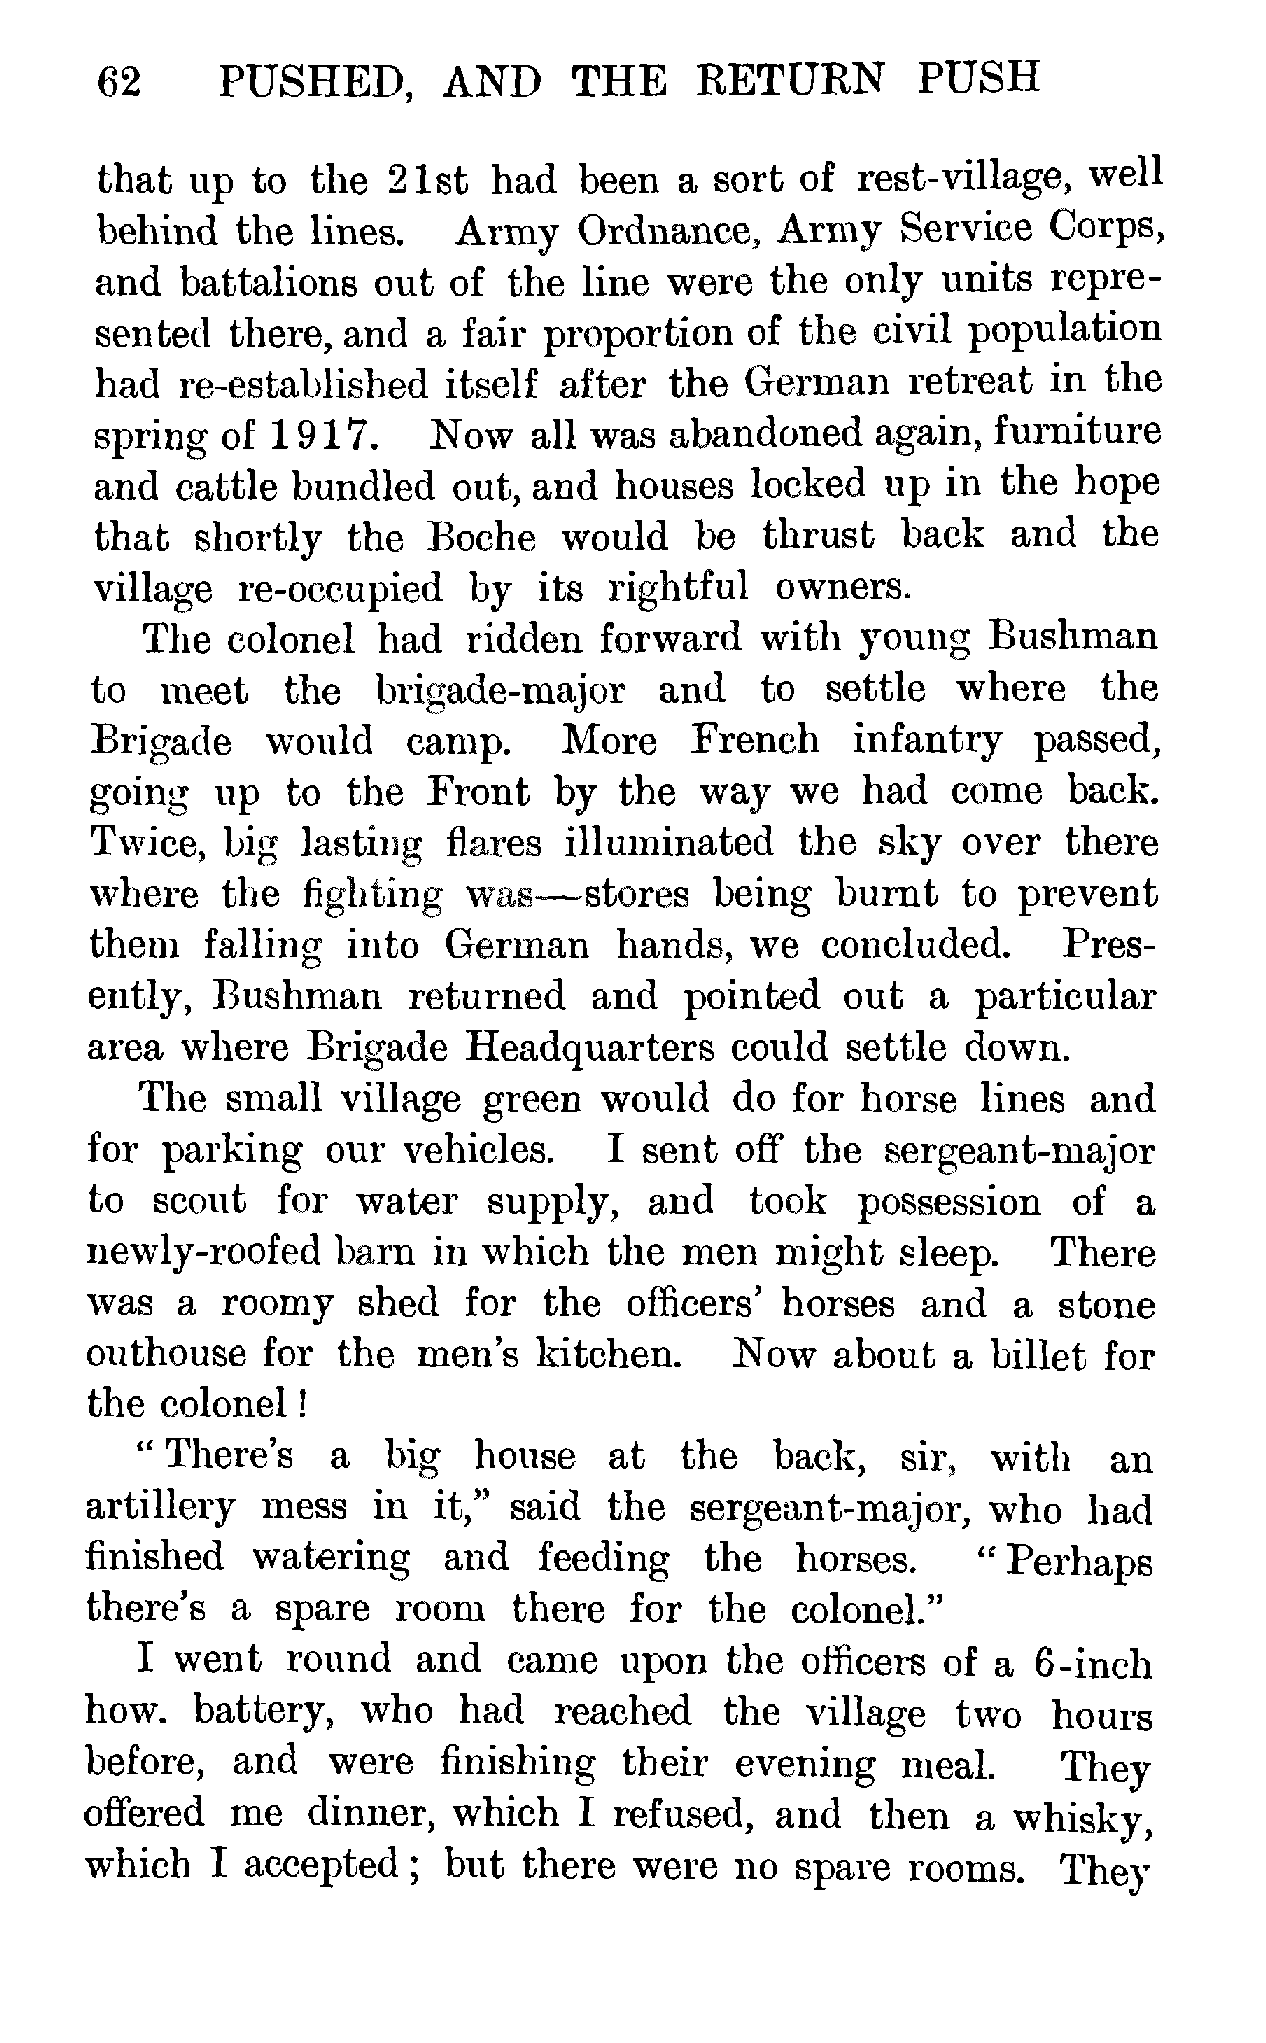 62 PUSHED, AND THE RETURN PUSH
that up to the 21st had been a sort of rest-village, well
behind the lines. Army Ordnance, Army Service Corps,
and battalions out of the line were the only units repre-
sented there, and a fair proportion of the civil population
had re-established itself after the German retreat in the
spring of 1917. Now all was abandoned again, furniture
and cattle bundled out, and houses locked up in the hope
that shortly the Boche would be thrust back and the
village re-occupied by its rightful owners.
The colonel had ridden forward with young Bushman
to meet the brigade-major and to settle where the
Brigade would camp. More French infantry passed,
going up to the Front by the way we had come back.
Twice, big lasting flares illuminated the sky over there
where the fighting was—stores being burnt to prevent
them falling into German hands, we concluded. Pres-
ently, Bushman returned and pointed out a particular
area where Brigade Headquarters could settle down.
The small village green would do for horse lines and
for parking our vehicles. I sent off the sergeant-major
to scout for water supply, and took possession of a
newly-roofed barn in which the men might sleep. There
was a roomy shed for the officers' horses and a stone
outhouse for the men's kitchen. Now about a billet for
the colonel !
“ There's a big house at the back, sir, with an
artillery mess in it,” said the sergeant-major, who had
finished watering and feeding the horses. “ Perhaps
there's a spare room there for the colonel.”
I went round and came upon the officers of a 6-inch
how. battery, who had reached the village two hours
before, and were finishing their evening meal. They
offered me dinner, which I refused, and then a whisky,
which I accepted ; but there were no spare rooms. They